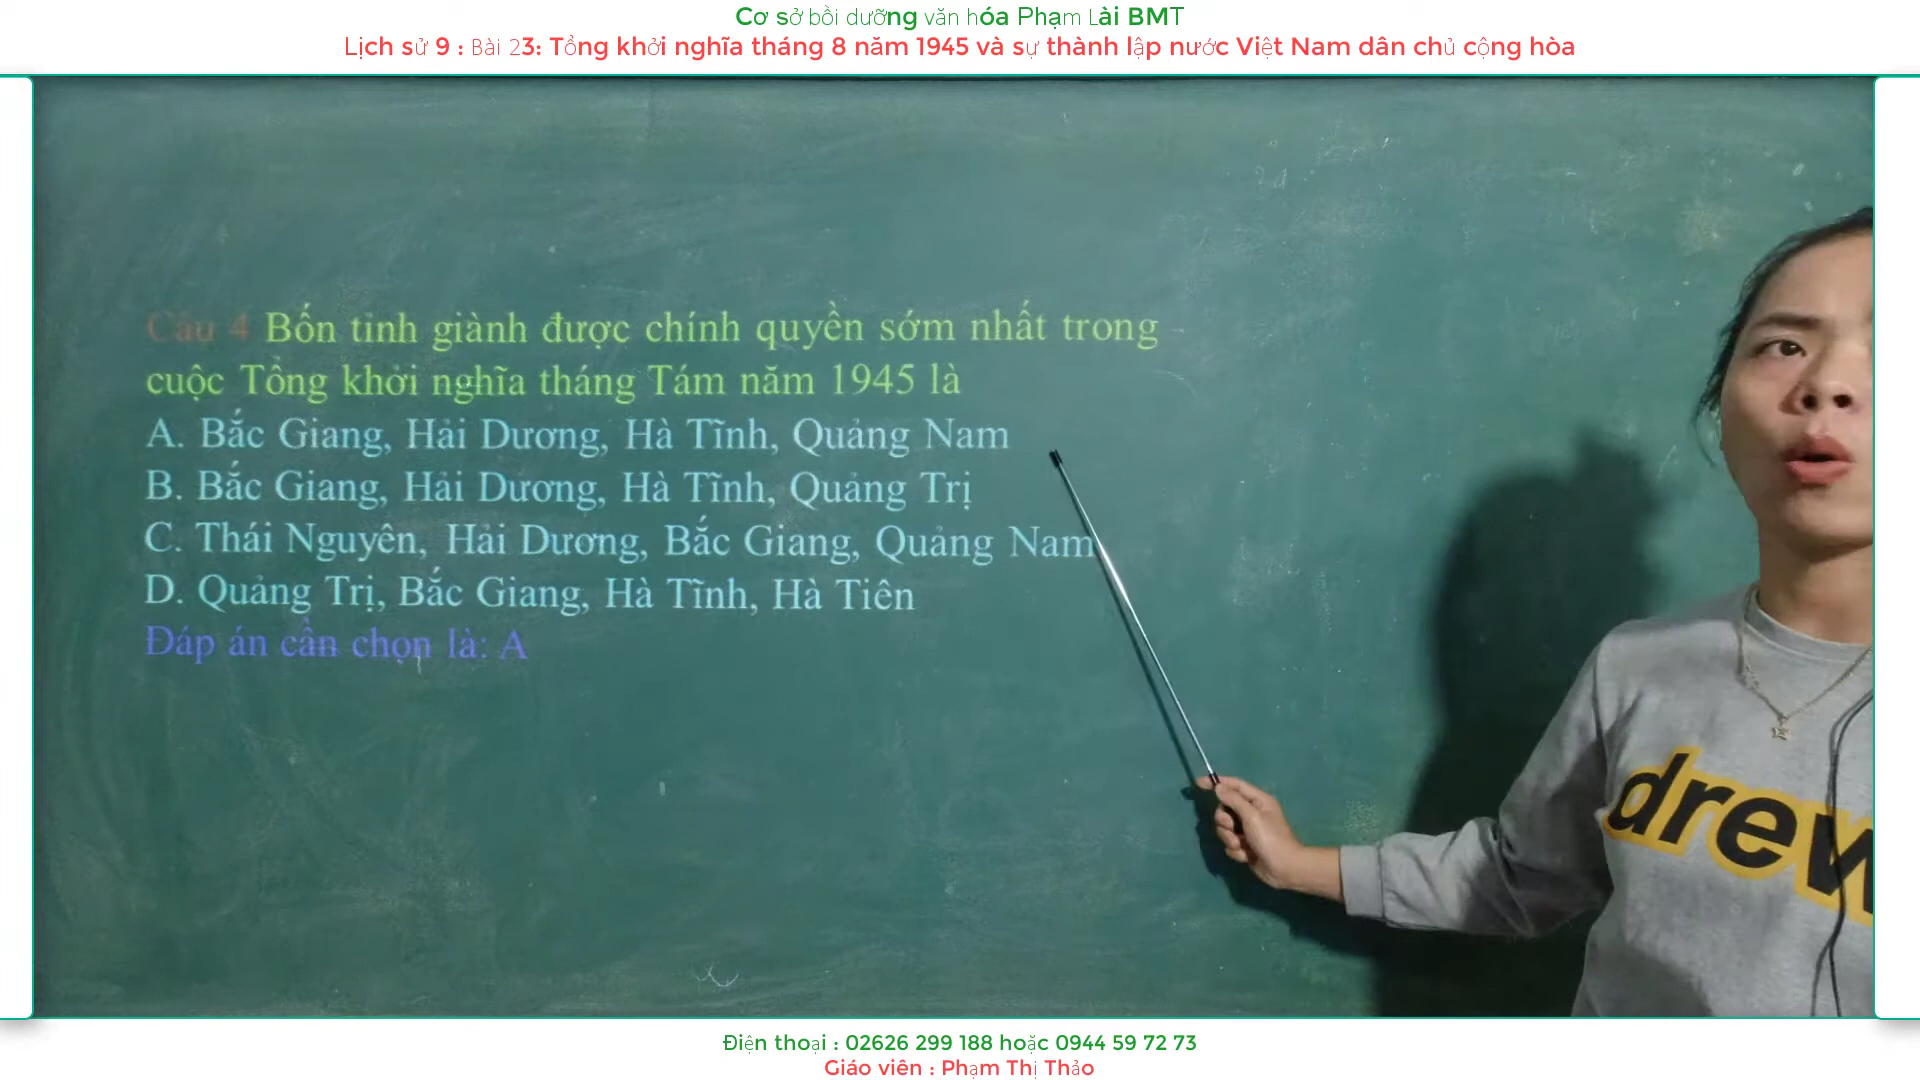 Cơ sở bồi dưỡng văn hóa Phạm Lài BMT
Lịch sử 9 : Bài 23: Tổng khởi nghĩa tháng 8 năm 1945 và sự thành lập nước Việt Nam dân chủ cộng hòa
Câu 4 Bốn tỉnh giành được chính quyền sớm nhất trong
cuộc Tổng khởi nghĩa tháng Tám năm 1945 là
A. Bắc Giang, Hải Dương, Hà Tĩnh, Quảng Nam
B. Bắc Giang, Hải Dương, Hà Tĩnh, Quảng Trị
C. Thái Nguyên, Hải Dương, Bắc Giang, Quảng Nam
D. Quảng Trị, Bắc Giang, Hà Tĩnh, Hà Tiên
Đáp án cần chọn là: A
drew
Điện thoại : 02626 299 188 hoặc 0944 59 72 73
Giáo viên : Phạm Thị Thảo